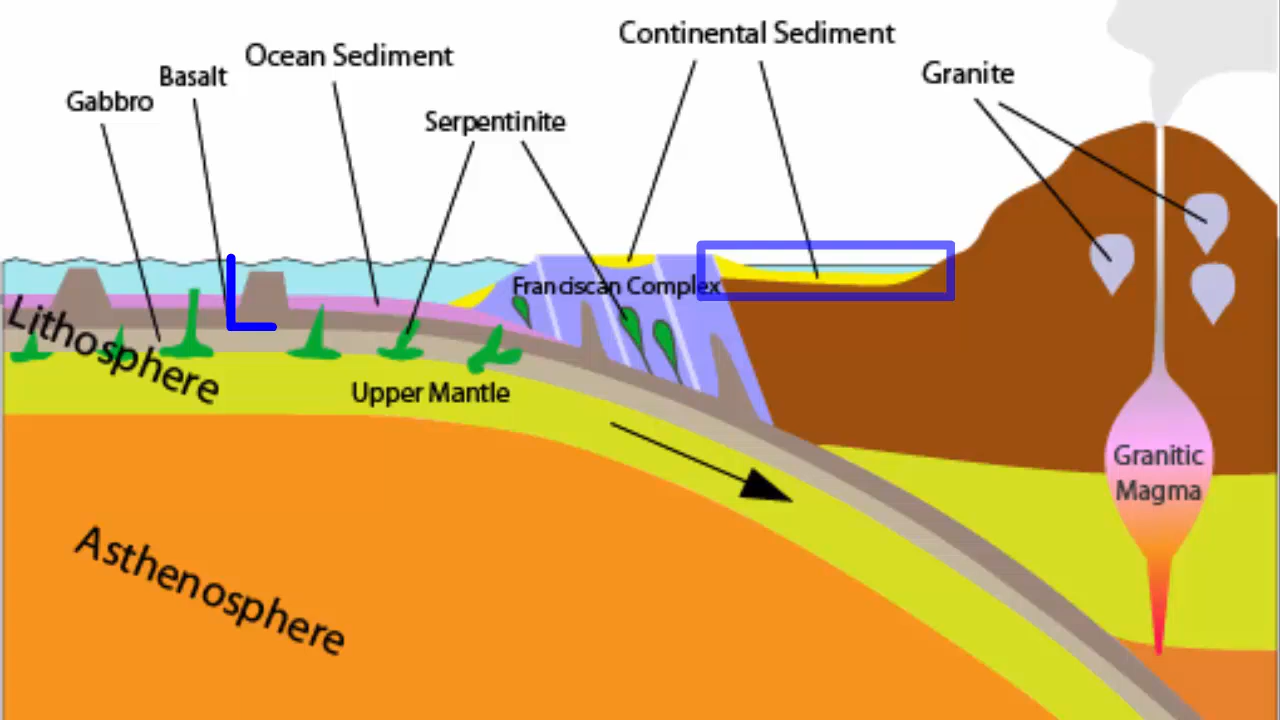 Continental Sediment
Ocean Sediment
Basalt
Granite
Gabbro
Serpentinite
Franciscan Complex
Lithosphere
Upper Mantle
Granitic
Magma
Asthenosphere